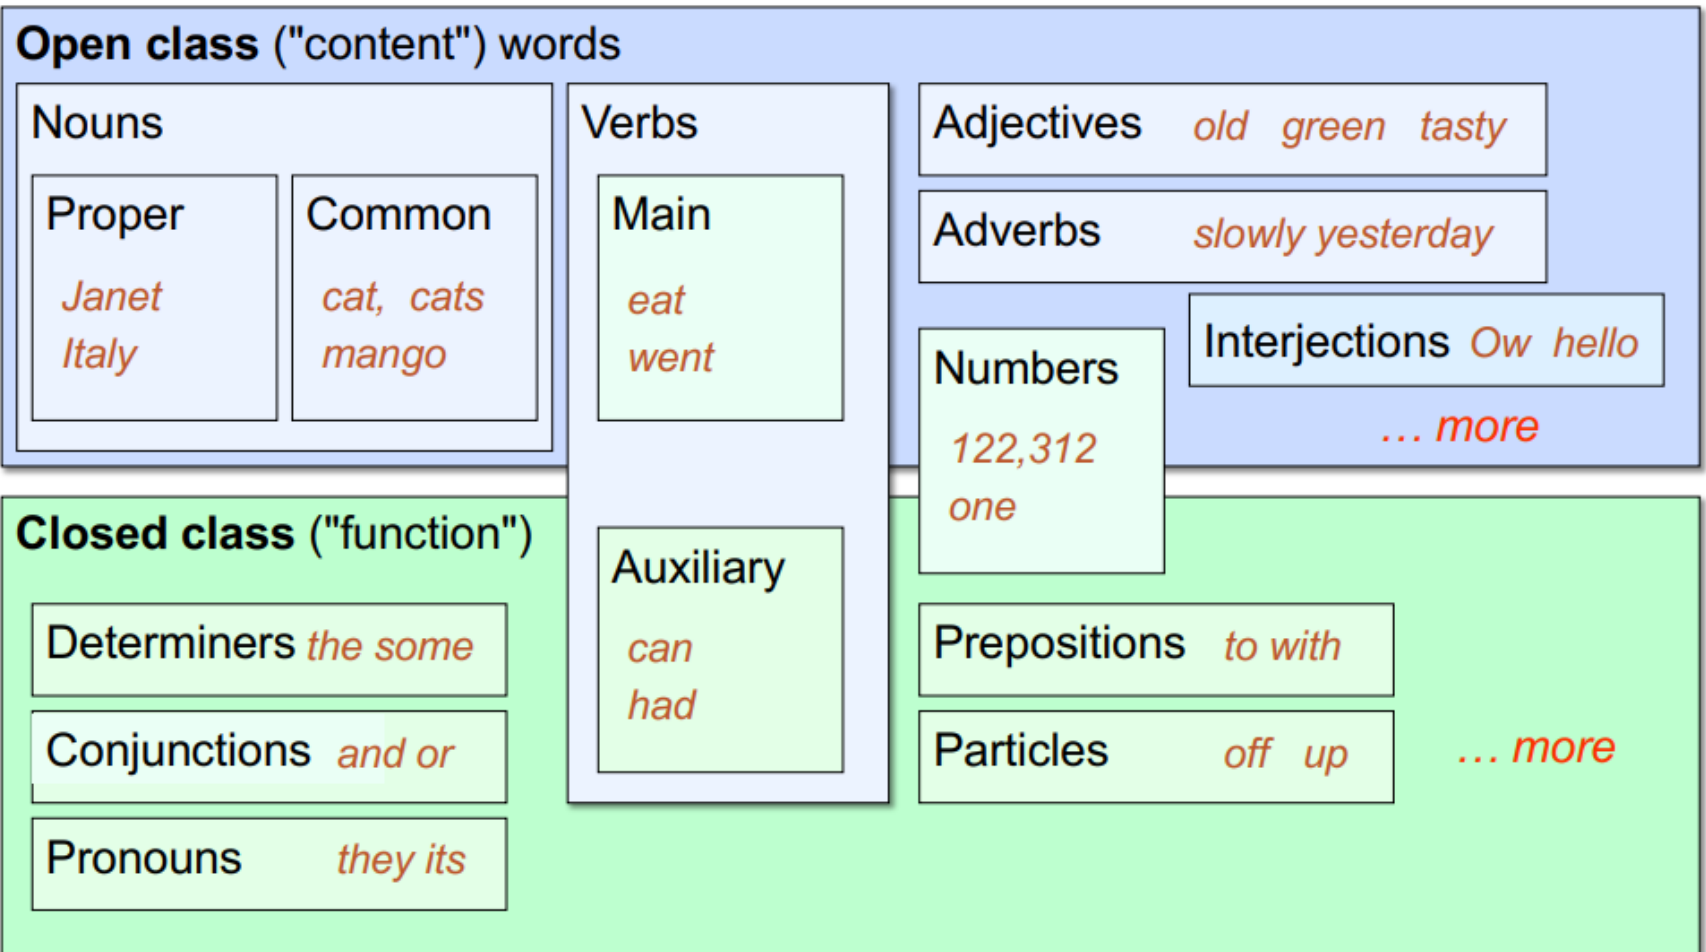 Open class ("content") words
Nouns
Proper
Janet
Italy
Common
cat, cats
mango
Verbs
Main
eat
went
Adjectives old green tasty
Adverbs slowly yesterday
Numbers
122,312
one
Interjections Ow hello
… more
Closed class ("function")
Determiners the some
Conjunctions and or
Pronouns they its
Auxiliary
can
had
Prepositions to with
Particles off up
… more